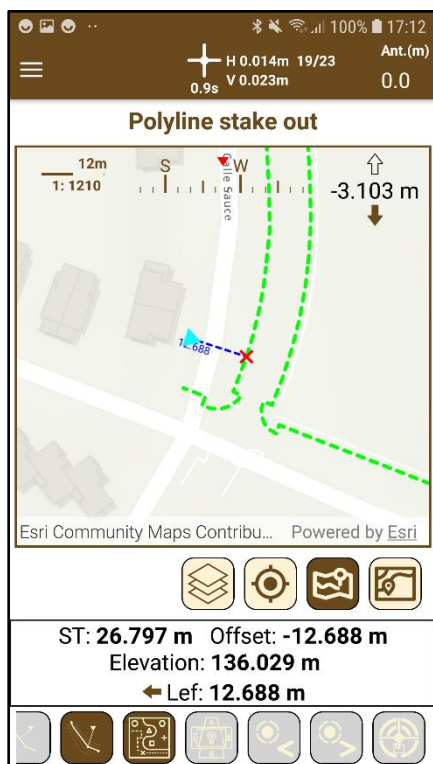 100% 17:12
H 0.014m 19/23
Ant.(m)
0.9s
V 0.023m
0.0
Polyline stake out
12m
1: 1210
S
W
-3.103 m
Calle Sauce
12.688
Esri Community Maps Contribu...
Powered by Esri
ST: 26.797 m Offset: -12.688 m
Elevation: 136.029 m
Lef: 12.688 m